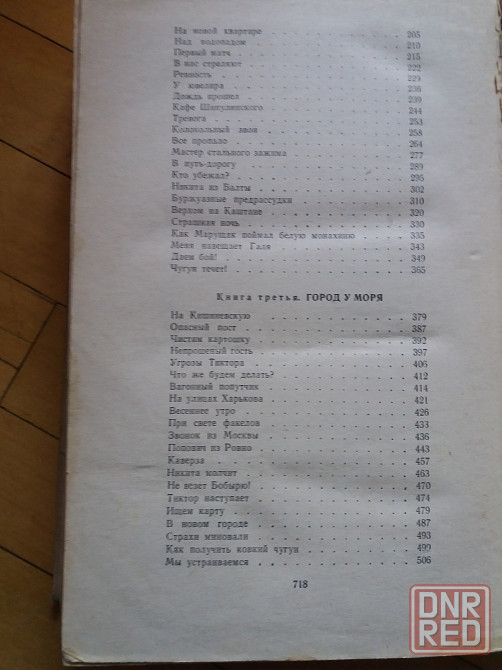 На новой квартире 205
Над водопадом 210
Первый матч 215
В нас стреляют 222
Ревность 229
У ювелира 236
Дождь прошел 239
Кафе Шипулинского 244
Тревога 253
Колокольный звон 258
Все пропало 264
Мастер стального зажима 277
В путь-дорогу 289
Кто убежал? 295
Никита из Балты 302
Буржуазные предрассудки 310
Верхом на Каштане 320
Страшная ночь 330
Как Марущак поймал белую монахиню 335
Меня навещает Галя 343
Даем бой! 349
Чугун течет! 365
Книга третья. ГОРОД У МОРЯ
На Кишиневскую 379
Опасный пост 387
Чистим картошку 392
Непрошеный гость 397
Угрозы Тиктора 406
Что же будем делать? 412
Вагонный попутчик 414
На улицах Харькова 421
Весеннее утро 426
При свете факелов 433
Звонок из Москвы 436
Попович из Ровно 443
Каверза 457
Никита молчит 463
Не везет Бобырю! 470
Тиктор наступает 474
Ищем карту 479
В новом городе 487
Страхи миновали 493
Как получить ковкий чугун 499
Мы устраиваемся 506
718
DNR
RED